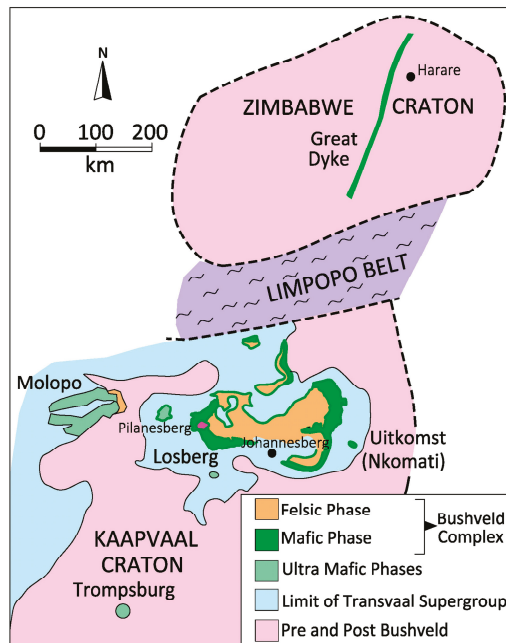 N
0 100 200
km
Harare
ZIMBABWE CRATON
Great
Dyke
LIMPOPO BELT
Molopo
Pilanesberg
Johannesberg
Losberg
Uitkomst
(Nkomati)
KAAPVAAL
CRATON
Trompsburg
Felsic Phase
Mafic Phase
Bushveld
Complex
Ultra Mafic Phases
Limit of Transvaal Supergroup
Pre and Post Bushveld